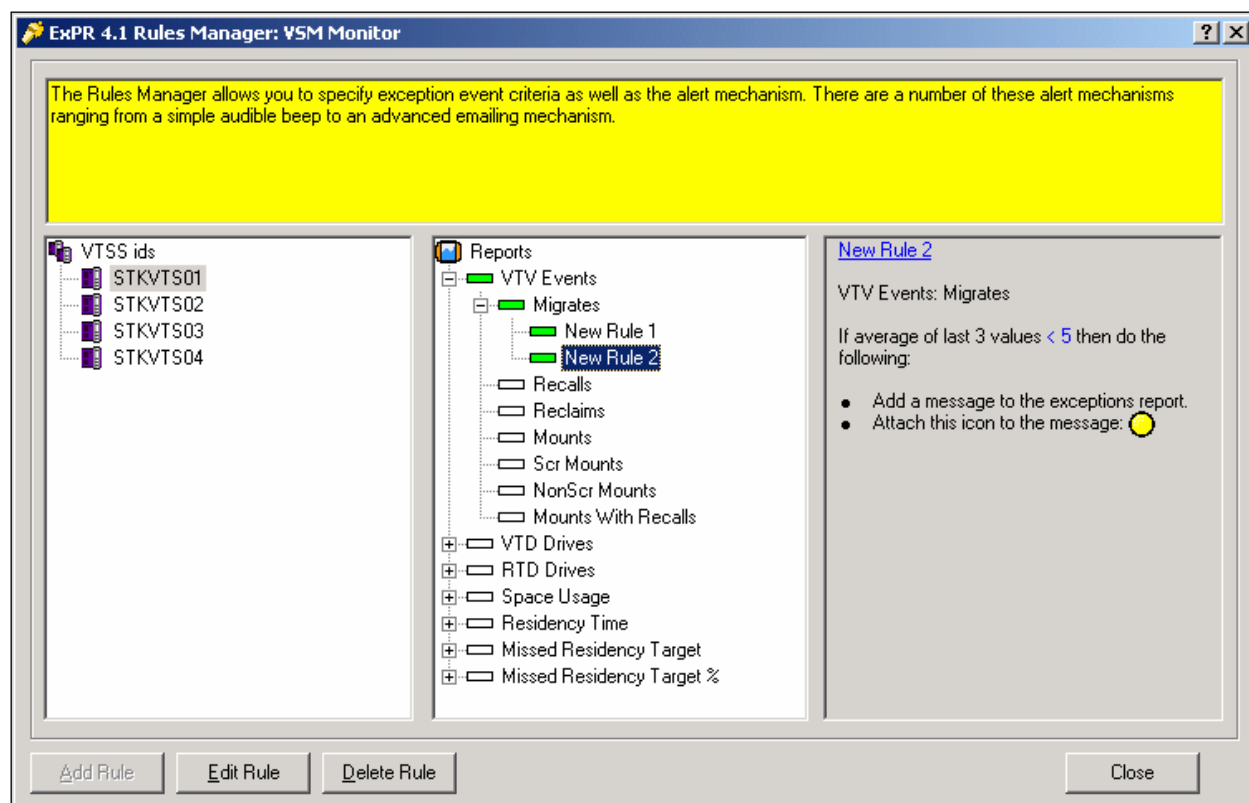 ExPR 4.1 Rules Manager: VSM Monitor
The Rules Manager allows you to specify exception event criteria as well as the alert mechanism. There are a number of these alert mechanisms
ranging from a simple audible beep to an advanced emailing mechanism.
VTSS ids
STKVTS01
STKVTS02
STKVTS03
STKVTS04
Reports
VTV Events
Migrates
New Rule 1
New Rule 2
Recalls
Reclaims
Mounts
Scr Mounts
NonScr Mounts
Mounts With Recalls
VTD Drives
RTD Drives
Space Usage
Residency Time
Missed Residency Target
Missed Residency Target %
New Rule 2
VTV Events: Migrates
If average of last 3 values < 5 then do the
following:
● Add a message to the exceptions report.
● Attach this icon to the message:
Add Rule
Edit Rule
Delete Rule
Close